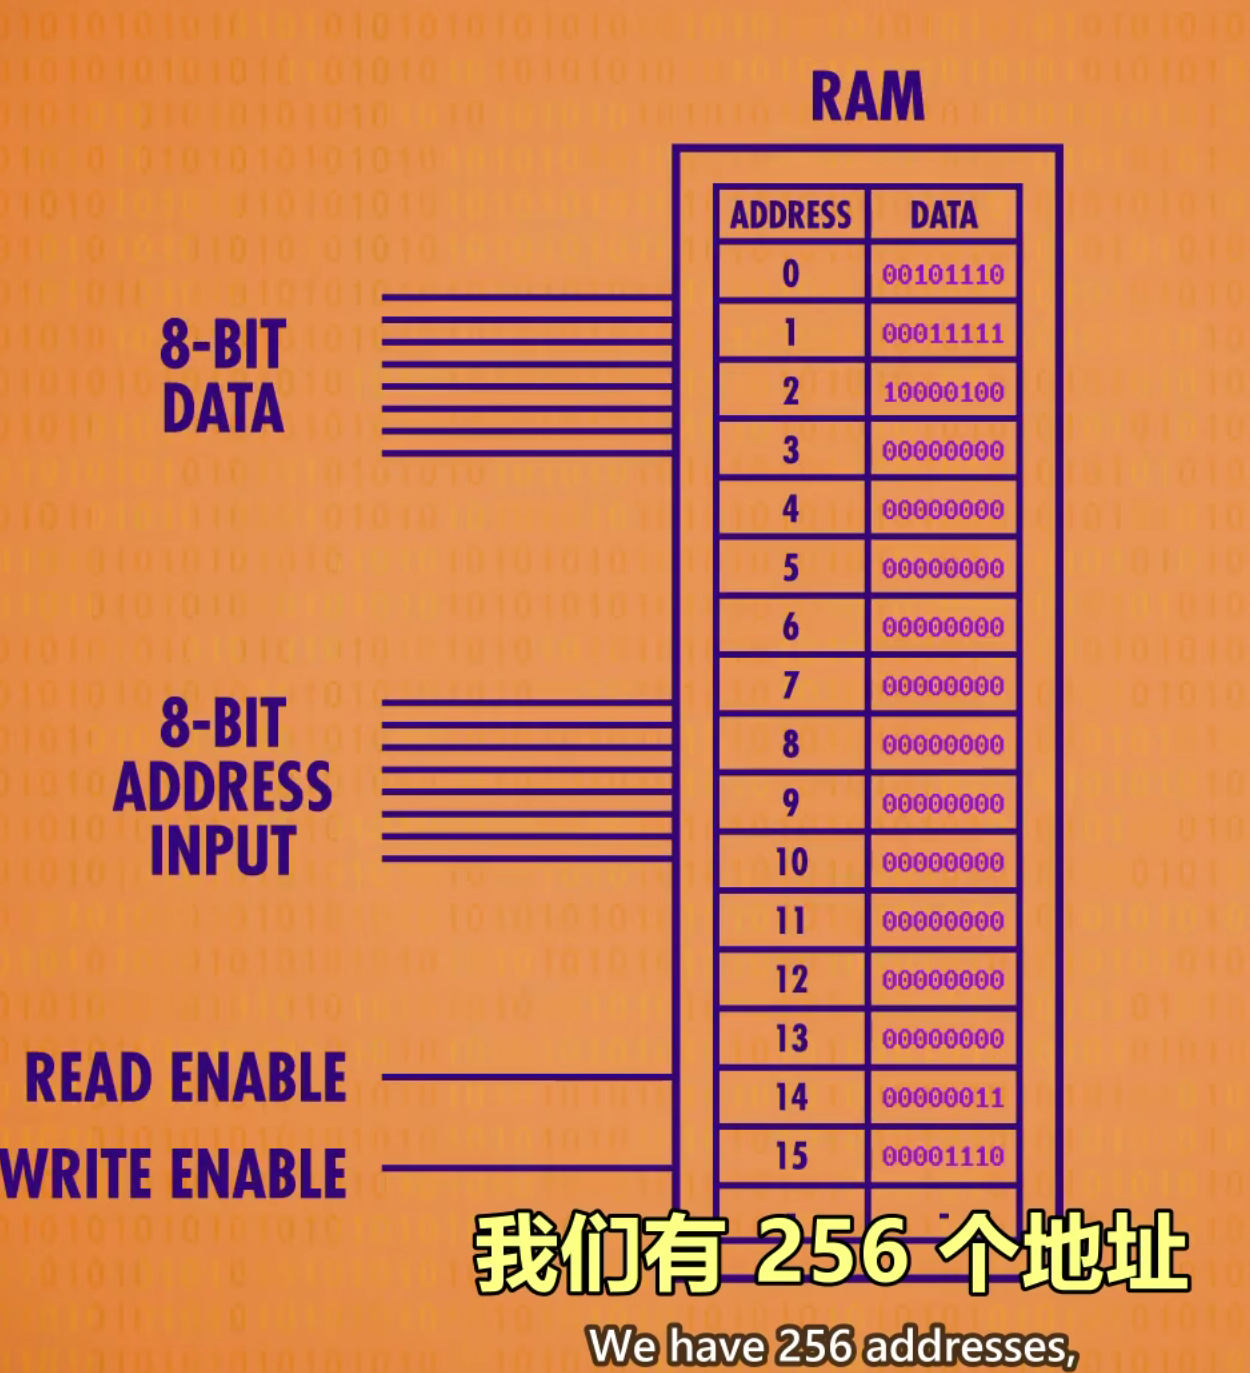 RAM
ADDRESS DATA
0 00101110
1 00011111
2 10000100
3 00000000
4 00000000
5 00000000
6 00000000
7 00000000
8 00000000
9 00000000
10 00000000
11 00000000
12 00000000
13 00000000
14 00000011
15 00001110
8-BIT
DATA
8-BIT
ADDRESS
INPUT
READ ENABLE
WRITE ENABLE
我们有 256 个地址
We have 256 addresses,